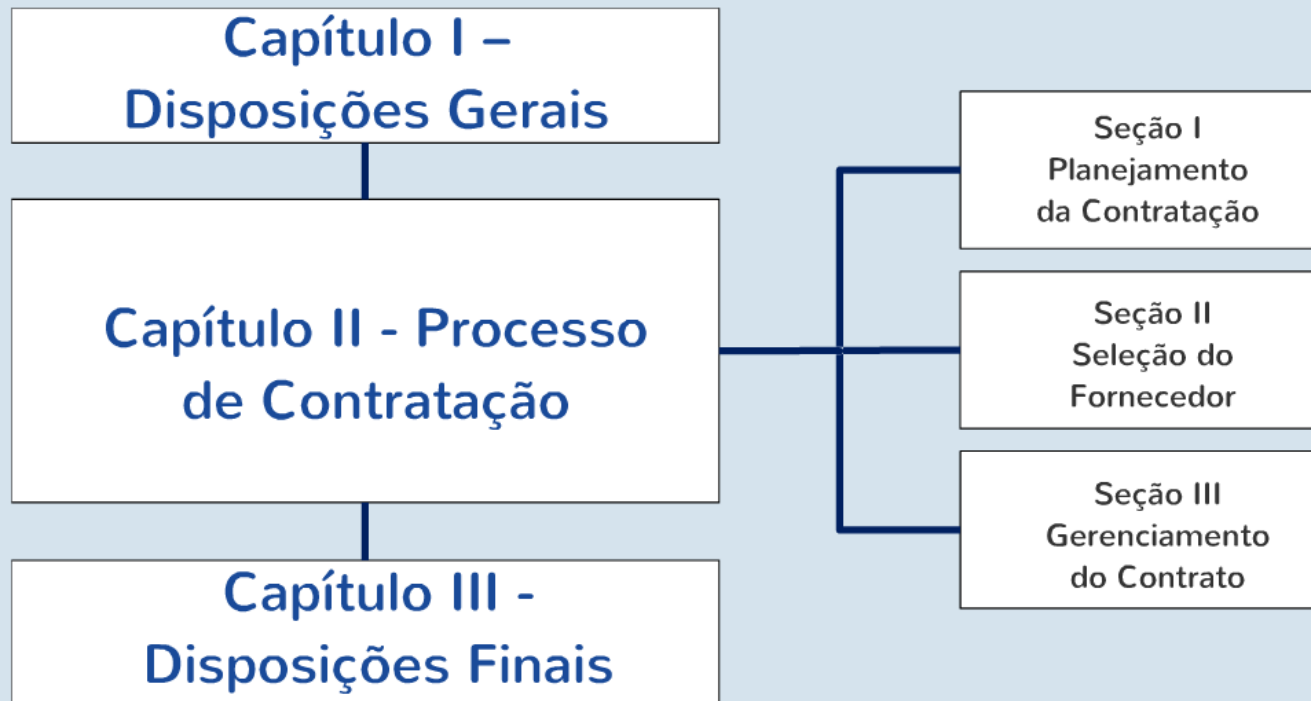 Capítulo I –
Disposições Gerais
Capítulo II - Processo
de Contratação
Capítulo III -
Disposições Finais
Seção I
Planejamento
da Contratação
Seção II
Seleção do
Fornecedor
Seção III
Gerenciamento
do Contrato